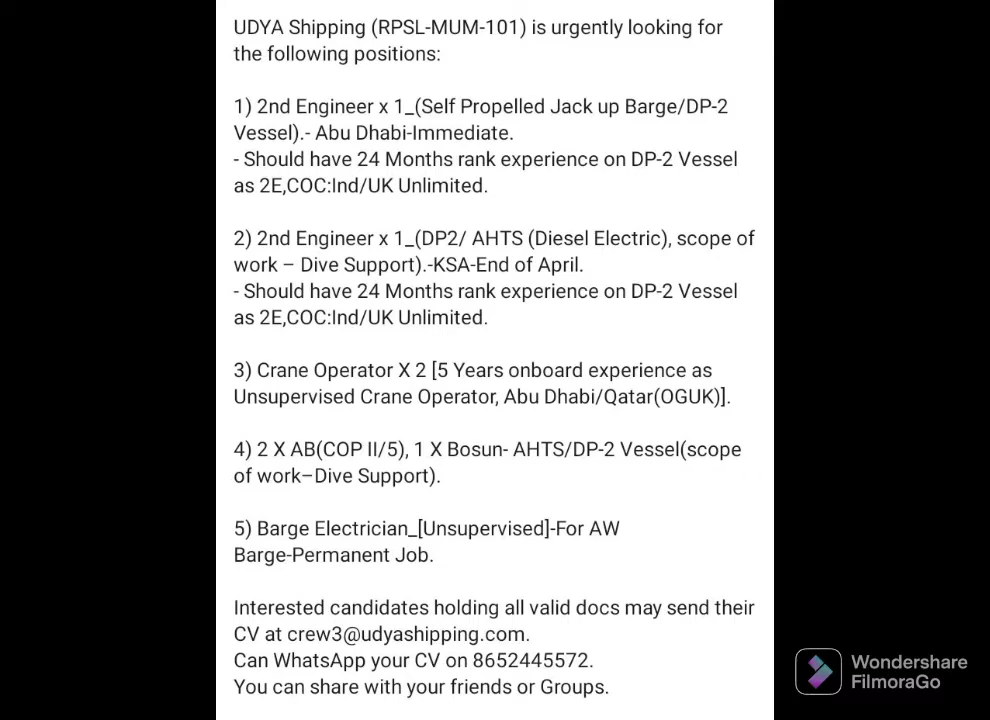 UDYA Shipping (RPSL-MUM-101) is urgently looking for
the following positions:
1) 2nd Engineer x 1_(Self Propelled Jack up Barge/DP-2
Vessel).- Abu Dhabi-Immediate.
- Should have 24 Months rank experience on DP-2 Vessel
as 2E,COC:Ind/UK Unlimited.
2) 2nd Engineer x 1_(DP2/ AHTS (Diesel Electric), scope of
work – Dive Support).-KSA-End of April.
- Should have 24 Months rank experience on DP-2 Vessel
as 2E,COC:Ind/UK Unlimited.
3) Crane Operator X 2 [5 Years onboard experience as
Unsupervised Crane Operator, Abu Dhabi/Qatar(OGUK)].
4) 2 X AB(COP II/5), 1 X Bosun- AHTS/DP-2 Vessel(scope
of work–Dive Support).
5) Barge Electrician_[Unsupervised]-For AW
Barge-Permanent Job.
Interested candidates holding all valid docs may send their
CV at crew3@udyashipping.com.
Can WhatsApp your CV on 8652445572.
You can share with your friends or Groups.
Wondershare
FilmoraGo